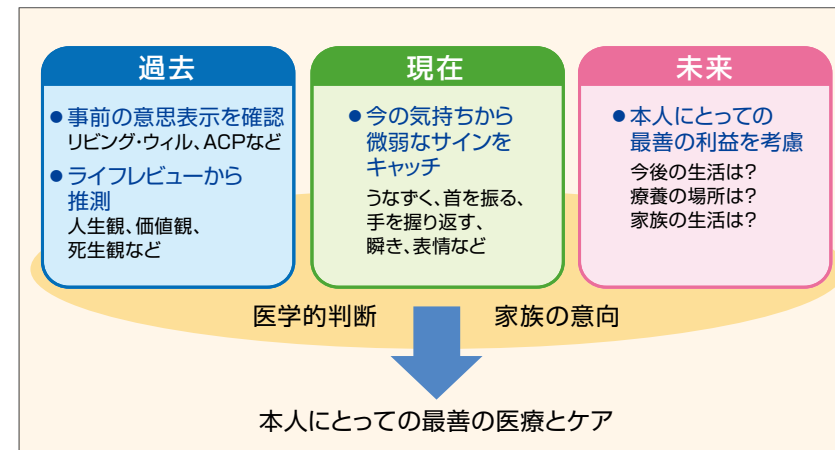 過去
●事前の意思表示を確認
リビング・ウィル、ACPなど
●ライフレビューから
推測
人生観、価値観、
死生観など
現在
●今の気持ちから
微弱なサインを
キャッチ
うなずく、首を振る、
手を握り返す、
瞬き、表情など
未来
●本人にとっての
最善の利益を考慮
今後の生活は?
療養の場所は?
家族の生活は?
医学的判断 家族の意向
本人にとっての最善の医療とケア